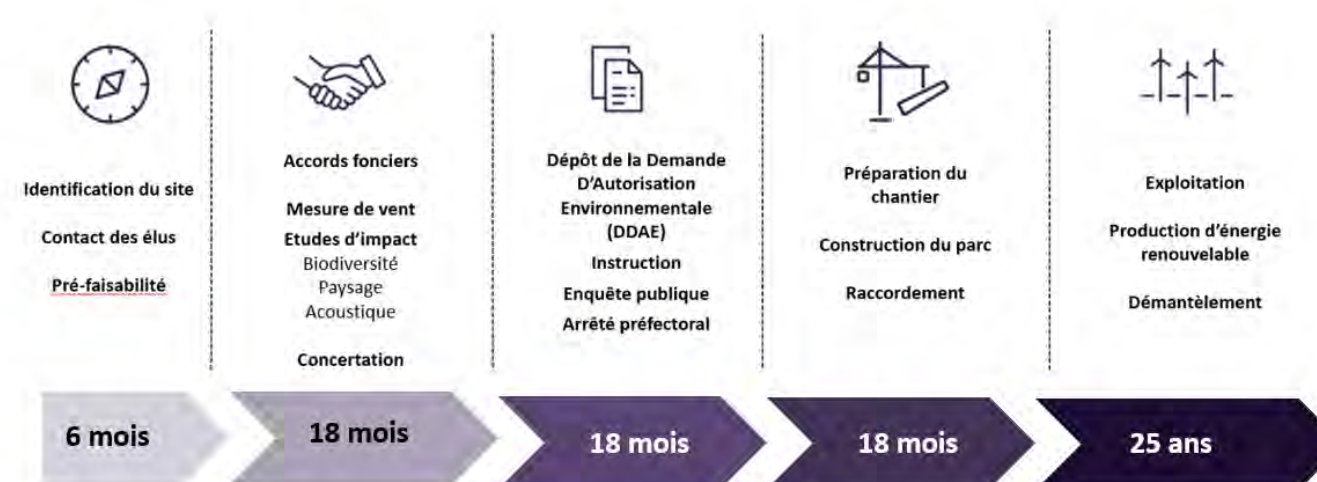 Identification du site
Contact des élus
Pré-faisabilité
6 mois
Accords fonciers
Mesure de vent
Etudes d'impact
Biodiversité
Paysage
Acoustique
Concertation
18 mois
Dépôt de la Demande
D'Autorisation
Environnementale
(DDAE)
Instruction
Enquête publique
Arrêté préfectoral
18 mois
Préparation du
chantier
Construction du parc
Raccordement
18 mois
Exploitation
Production d'énergie
renouvelable
Démantèlement
25 ans